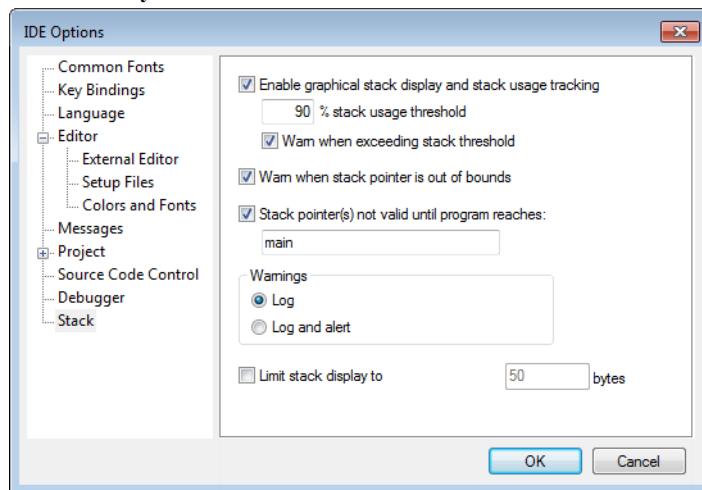 IDE Options
Common Fonts
Key Bindings
Language
Editor
External Editor
Setup Files
Colors and Fonts
Messages
Project
Source Code Control
Debugger
Stack
Enable graphical stack display and stack usage tracking
90 % stack usage threshold
Warn when exceeding stack threshold
Warn when stack pointer is out of bounds
Stack pointer(s) not valid until program reaches:
main
Warnings
Log
Log and alert
Limit stack display to 50 bytes
OK Cancel